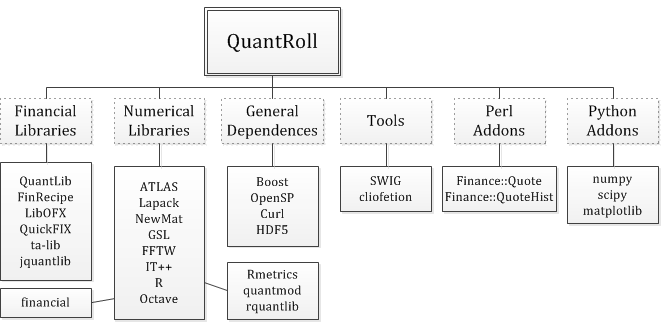 QuantRoll
Financial
Libraries
Numerical
Libraries
General
Dependences
Tools
Perl
Addons
Python
Addons
QuantLib
FinRecipe
LibOFX
QuickFIX
ta-lib
jquantlib
financial
ATLAS
Lapack
NewMat
GSL
FFTW
IT++
R
Octave
Boost
OpenSP
Curl
HDF5
Rmetrics
quantmod
rquantlib
SWIG
cliofetion
Finance::Quote
Finance::QuoteHist
numpy
scipy
matplotlib